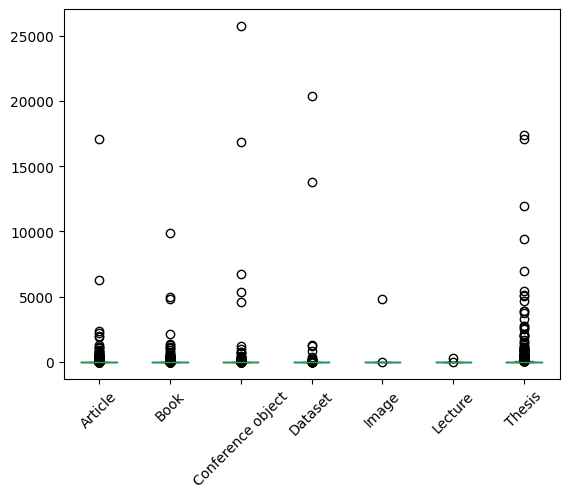 25000
20000
15000
10000
5000
0
Article
Book
Conference object
Dataset
Image
Lecture
Thesis